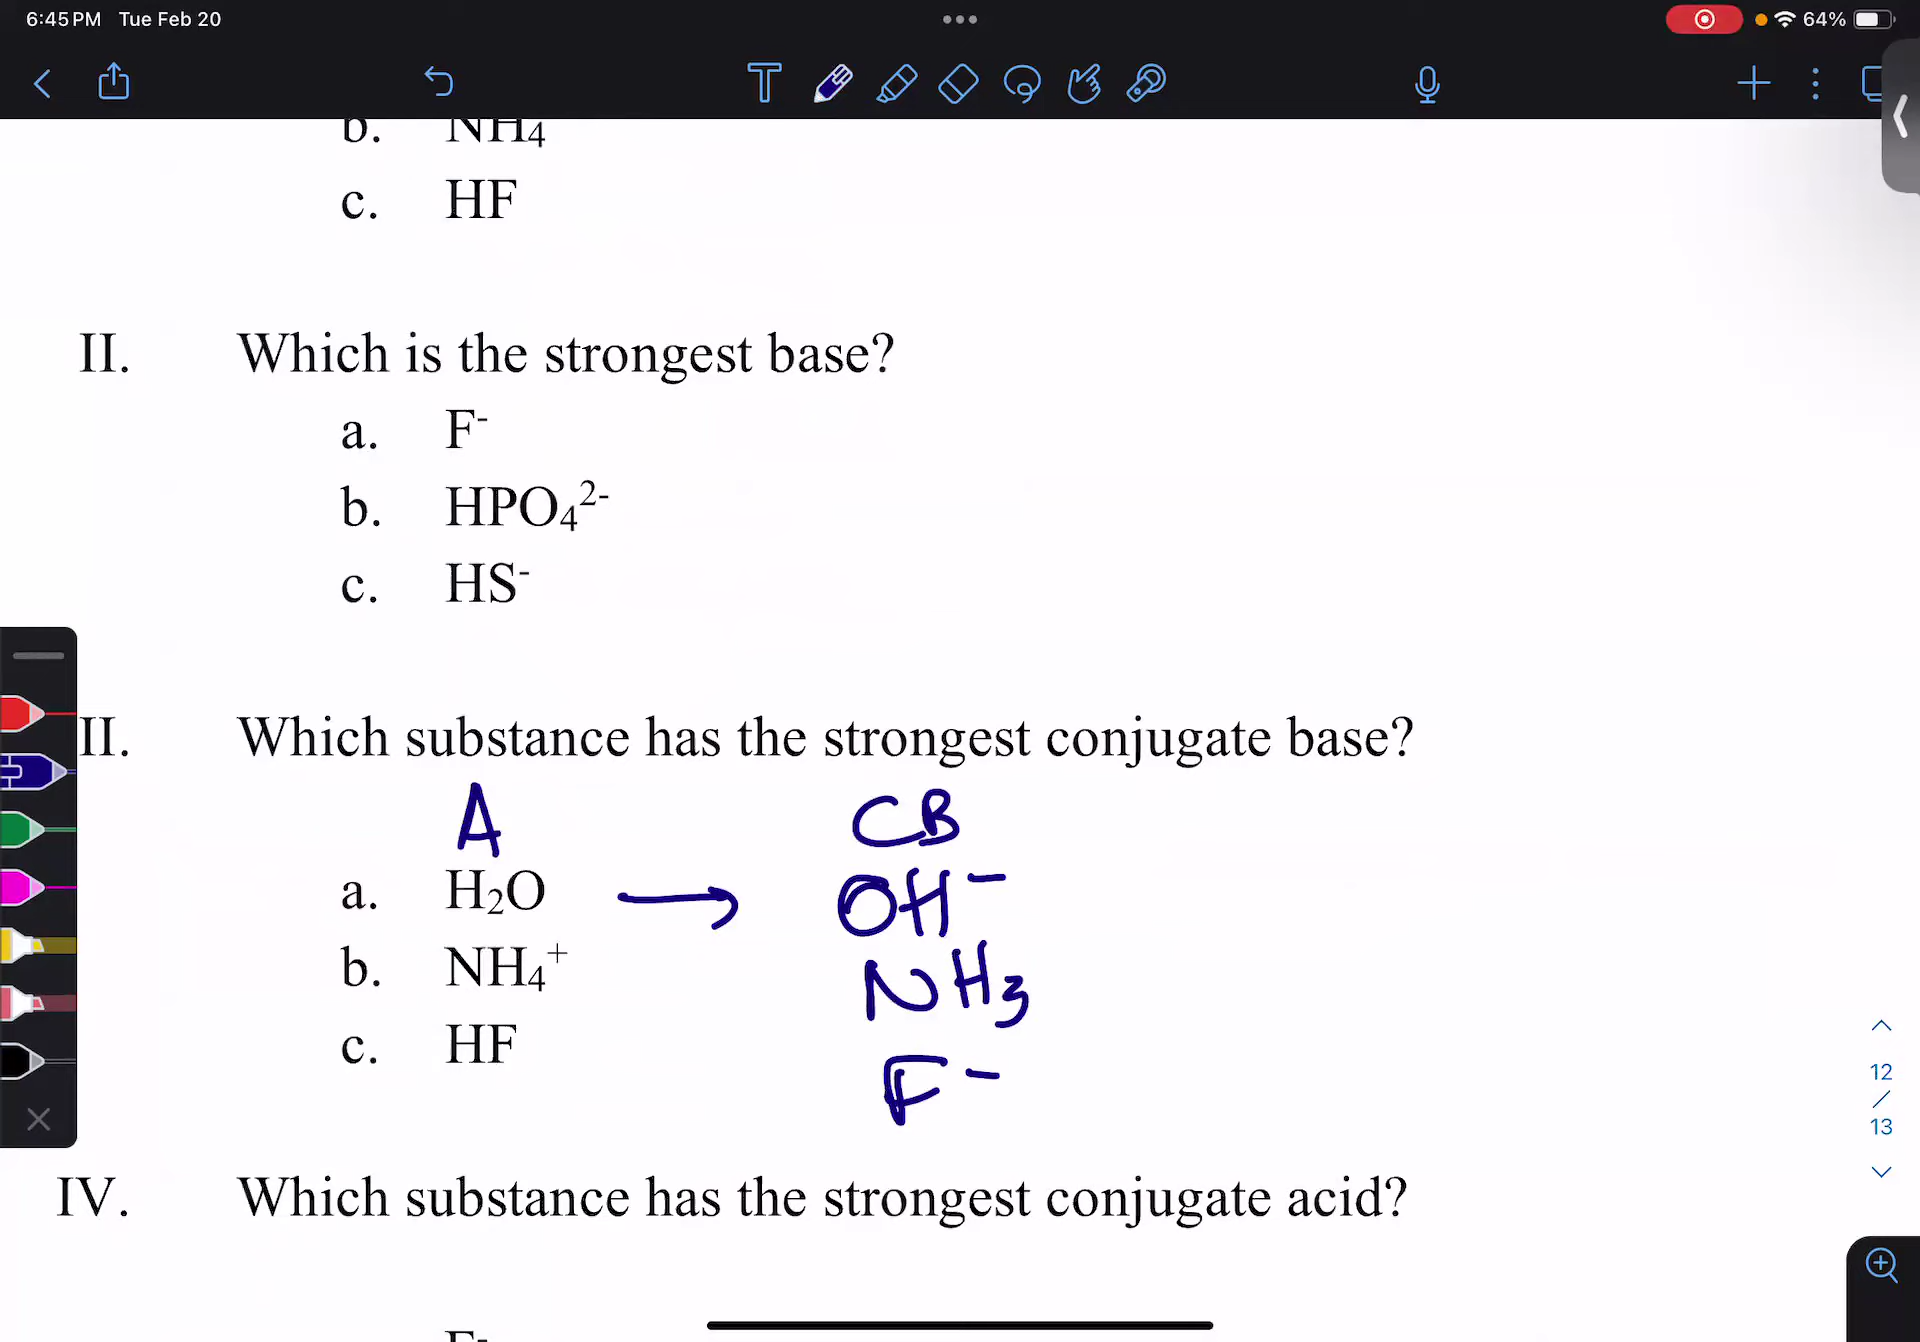 6:45 PM Tue Feb 20
64%
b. NH4
c. HF
II. Which is the strongest base?
a. F⁻
b. HPO₄²⁻
c. HS⁻
II. Which substance has the strongest conjugate base?
A CB
a. H₂O → OH⁻
b. NH₄⁺ NH₃
c. HF F⁻
12
/
13
IV. Which substance has the strongest conjugate acid?
F⁻